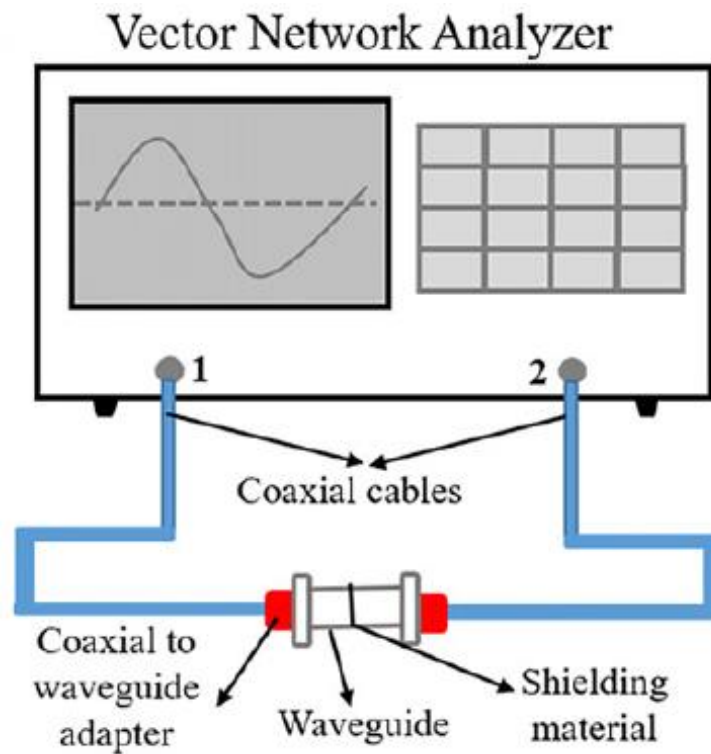 Vector Network Analyzer
1
2
Coaxial cables
Coaxial to
waveguide
adapter
Waveguide
Shielding
material